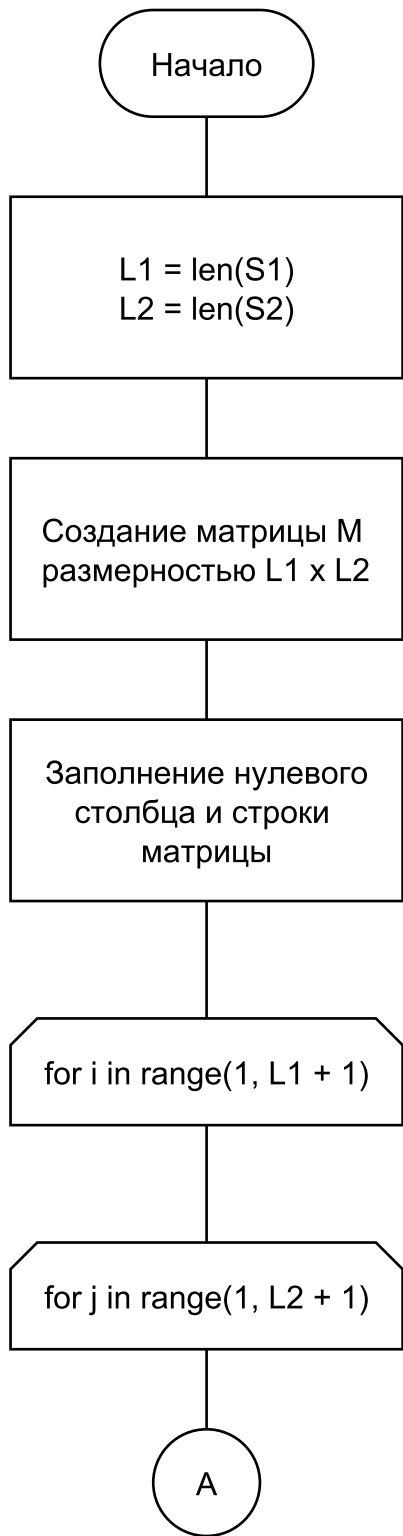 Начало
L1 = len(S1)
L2 = len(S2)
Создание матрицы M
размерностью L1 x L2
Заполнение нулевого
столбца и строки
матрицы
for i in range(1, L1 + 1)
for j in range(1, L2 + 1)
A